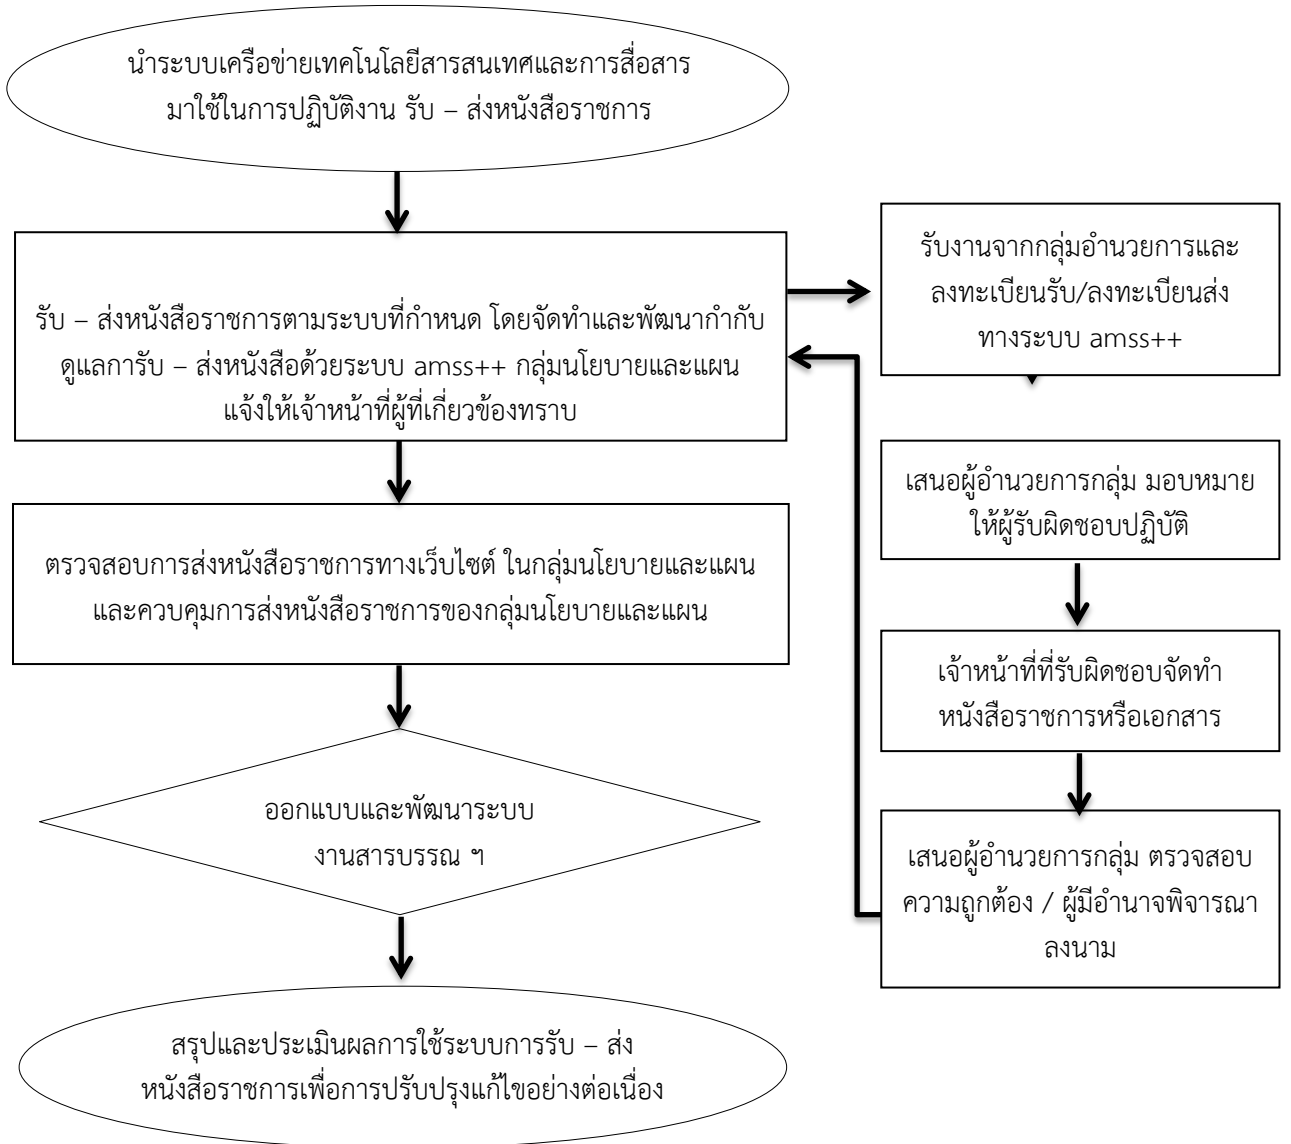 นำระบบเครือข่ายเทคโนโลยีสารสนเทศและการสื่อสาร
มาใช้ในการปฏิบัติงาน รับ – ส่งหนังสือราชการ
รับ – ส่งหนังสือราชการตามระบบที่กำหนด โดยจัดทำและพัฒนากำกับ
ดูแลการับ – ส่งหนังสือด้วยระบบ amss++ กลุ่มนโยบายและแผน
แจ้งให้เจ้าหน้าที่ผู้ที่เกี่ยวข้องทราบ
ตรวจสอบการส่งหนังสือราชการทางเว็บไซต์ ในกลุ่มนโยบายและแผน
และควบคุมการส่งหนังสือราชการของกลุ่มนโยบายและแผน
ออกแบบและพัฒนาระบบ
งานสารบรรณ ฯ
สรุปและประเมินผลการใช้ระบบการรับ – ส่ง
หนังสือราชการเพื่อการปรับปรุงแก้ไขอย่างต่อเนื่อง
รับงานจากกลุ่มอำนวยการและ
ลงทะเบียนรับ/ลงทะเบียนส่ง
ทางระบบ amss++
เสนอผู้อำนวยการกลุ่ม มอบหมาย
ให้ผู้รับผิดชอบปฏิบัติ
เจ้าหน้าที่ที่รับผิดชอบจัดทำ
หนังสือราชการหรือเอกสาร
เสนอผู้อำนวยการกลุ่ม ตรวจสอบ
ความถูกต้อง / ผู้มีอำนาจพิจารณา
ลงนาม